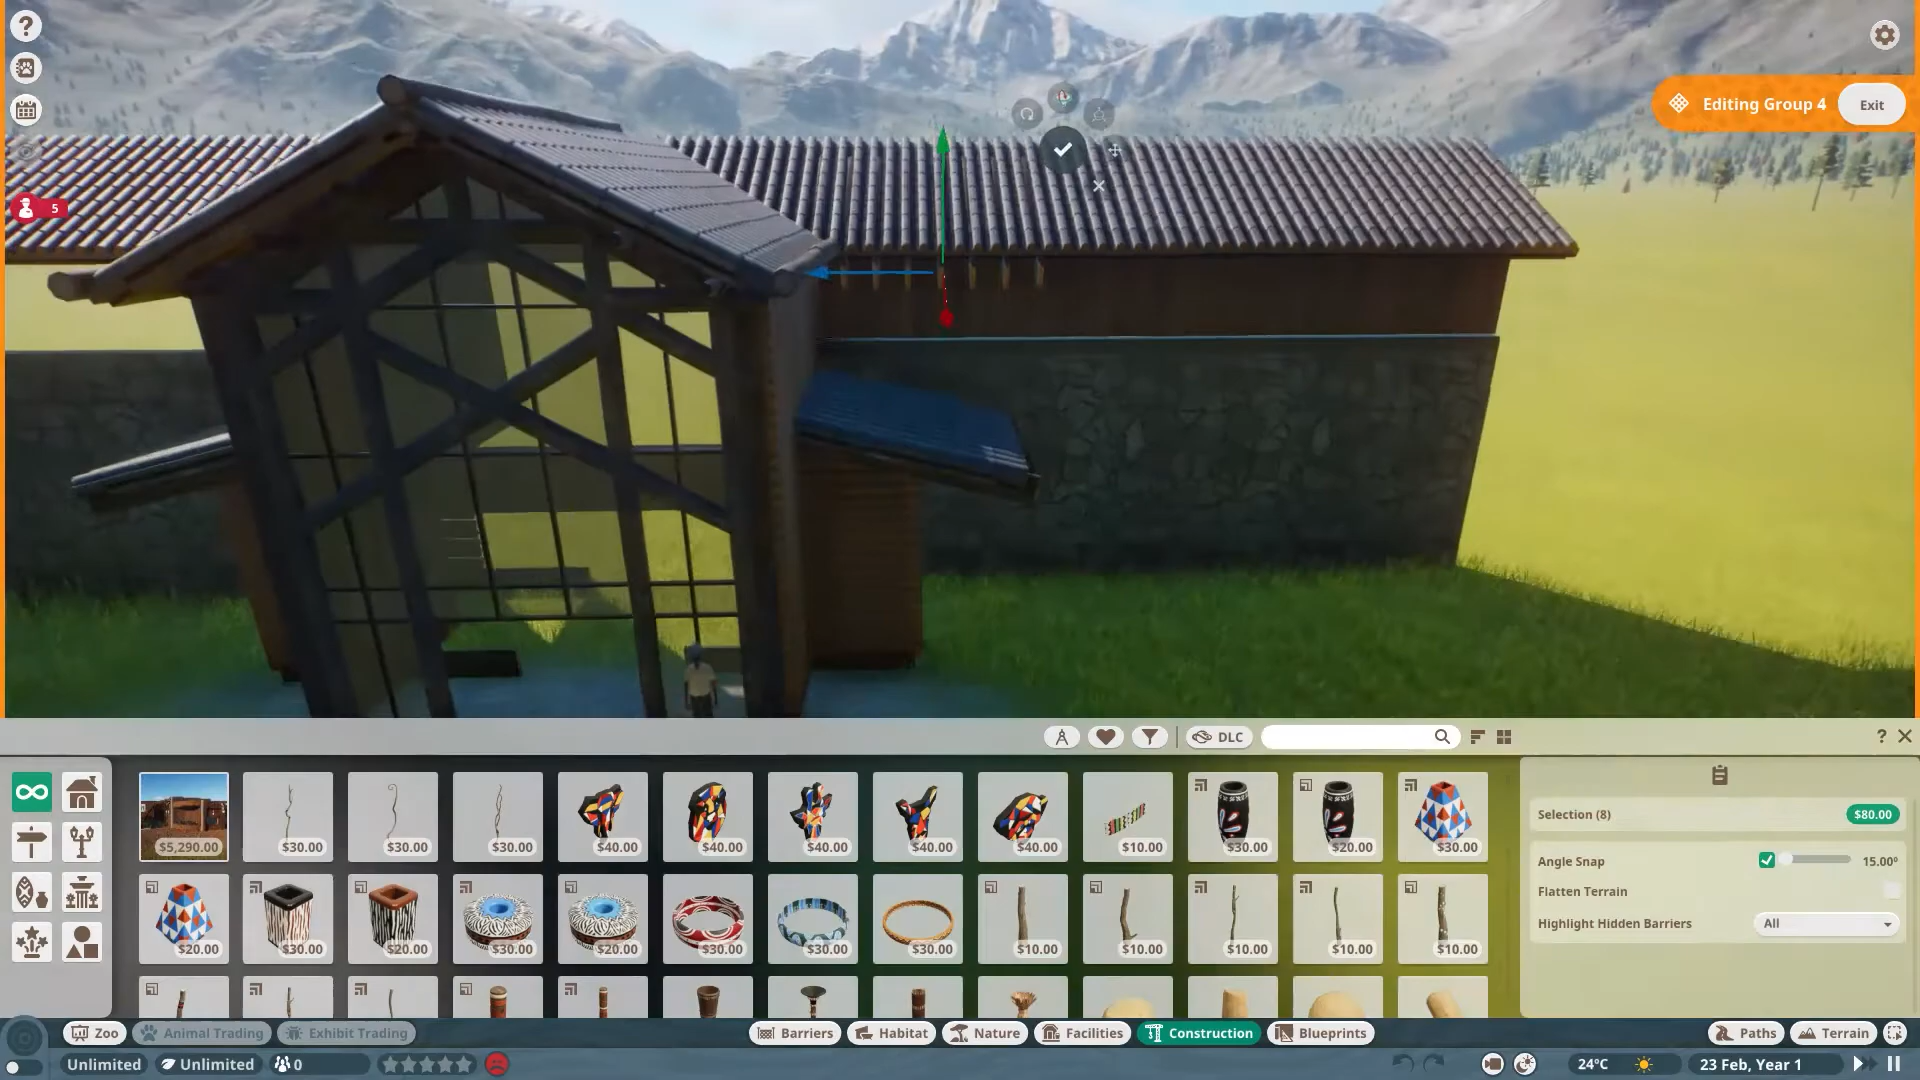 ?
Editing Group 4
Exit
5
DLC
?
$5,290.00
$30.00
$30.00
$30.00
$40.00
$40.00
$40.00
$40.00
$40.00
$10.00
$30.00
$20.00
$30.00
$20.00
$30.00
$20.00
$30.00
$20.00
$30.00
$30.00
$30.00
$10.00
$10.00
$10.00
$10.00
$10.00
Selection (8)
$80.00
Angle Snap
15.00°
Flatten Terrain
Highlight Hidden Barriers
All
Zoo
Animal Trading
Exhibit Trading
Barriers
Habitat
Nature
Facilities
Construction
Blueprints
Paths
Terrain
Unlimited
Unlimited
0
24°C
23 Feb, Year 1